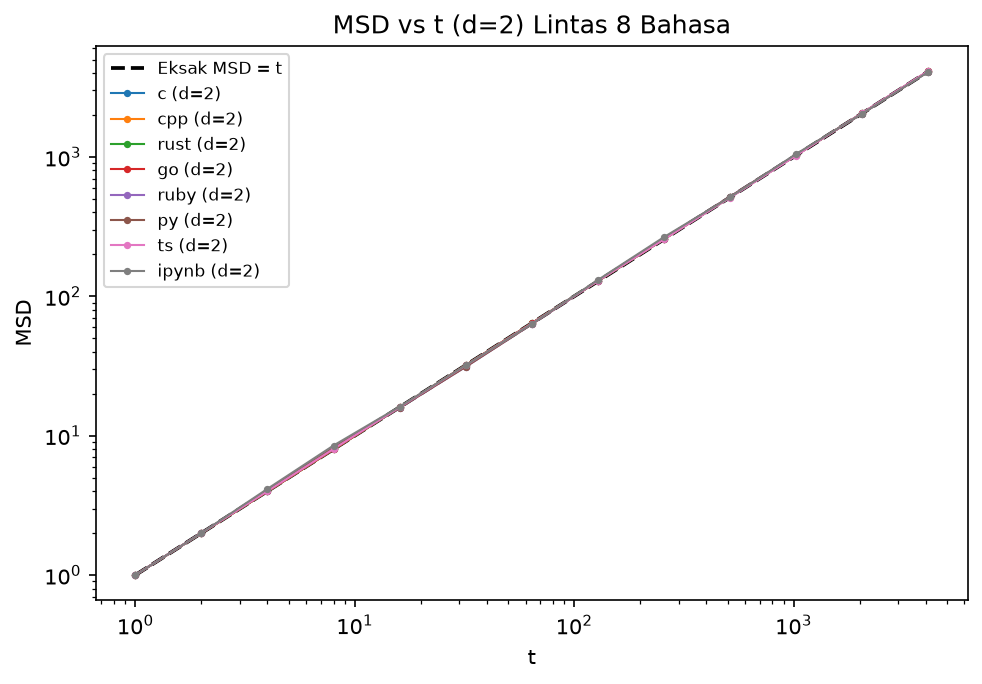 MSD vs t (d=2) Lintas 8 Bahasa
Eksak MSD = t
c (d=2)
cpp (d=2)
rust (d=2)
go (d=2)
ruby (d=2)
py (d=2)
ts (d=2)
ipynb (d=2)
MSD
10³
10²
10¹
10⁰
10⁰ 10¹ 10² 10³
t